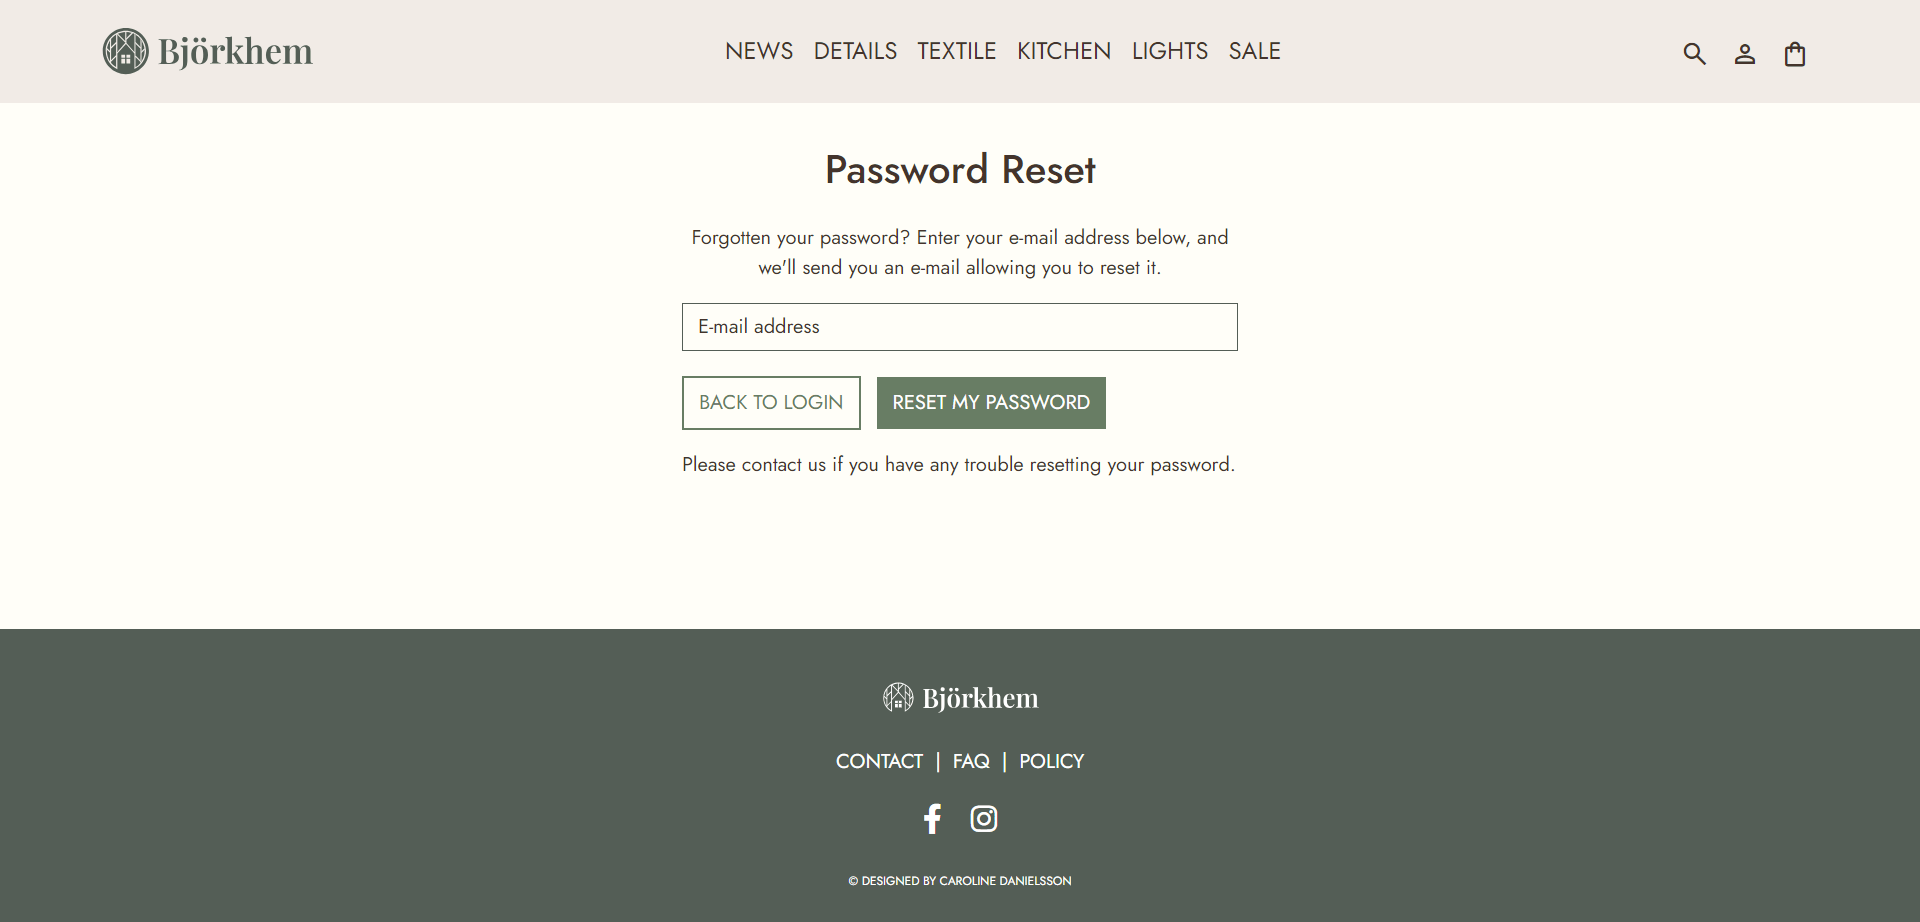 Björkhem
NEWS DETAILS TEXTILE KITCHEN LIGHTS SALE
Password Reset
Forgotten your password? Enter your e-mail address below, and
we'll send you an e-mail allowing you to reset it.
E-mail address
BACK TO LOGIN RESET MY PASSWORD
Please contact us if you have any trouble resetting your password.
Björkhem
CONTACT | FAQ | POLICY
© DESIGNED BY CAROLINE DANIELSSON